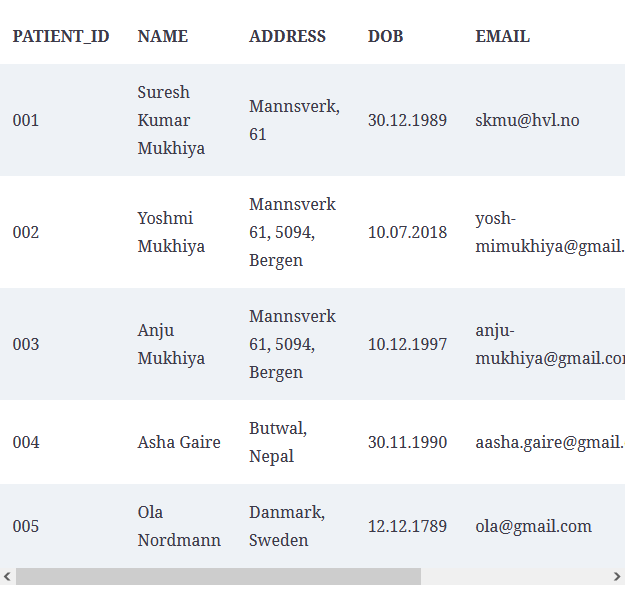 PATIENT_ID NAME ADDRESS DOB EMAIL
001 Suresh Kumar Mukhiya Mannsverk, 61 30.12.1989 skmu@hvl.no
002 Yoshmi Mukhiya Mannsverk 61, 5094, Bergen 10.07.2018 yosh-mimukhiya@gmail.
003 Anju Mukhiya Mannsverk 61, 5094, Bergen 10.12.1997 anju-mukhiya@gmail.co
004 Asha Gaire Butwal, Nepal 30.11.1990 aasha.gaire@gmail.
005 Ola Nordmann Danmark, Sweden 12.12.1789 ola@gmail.com